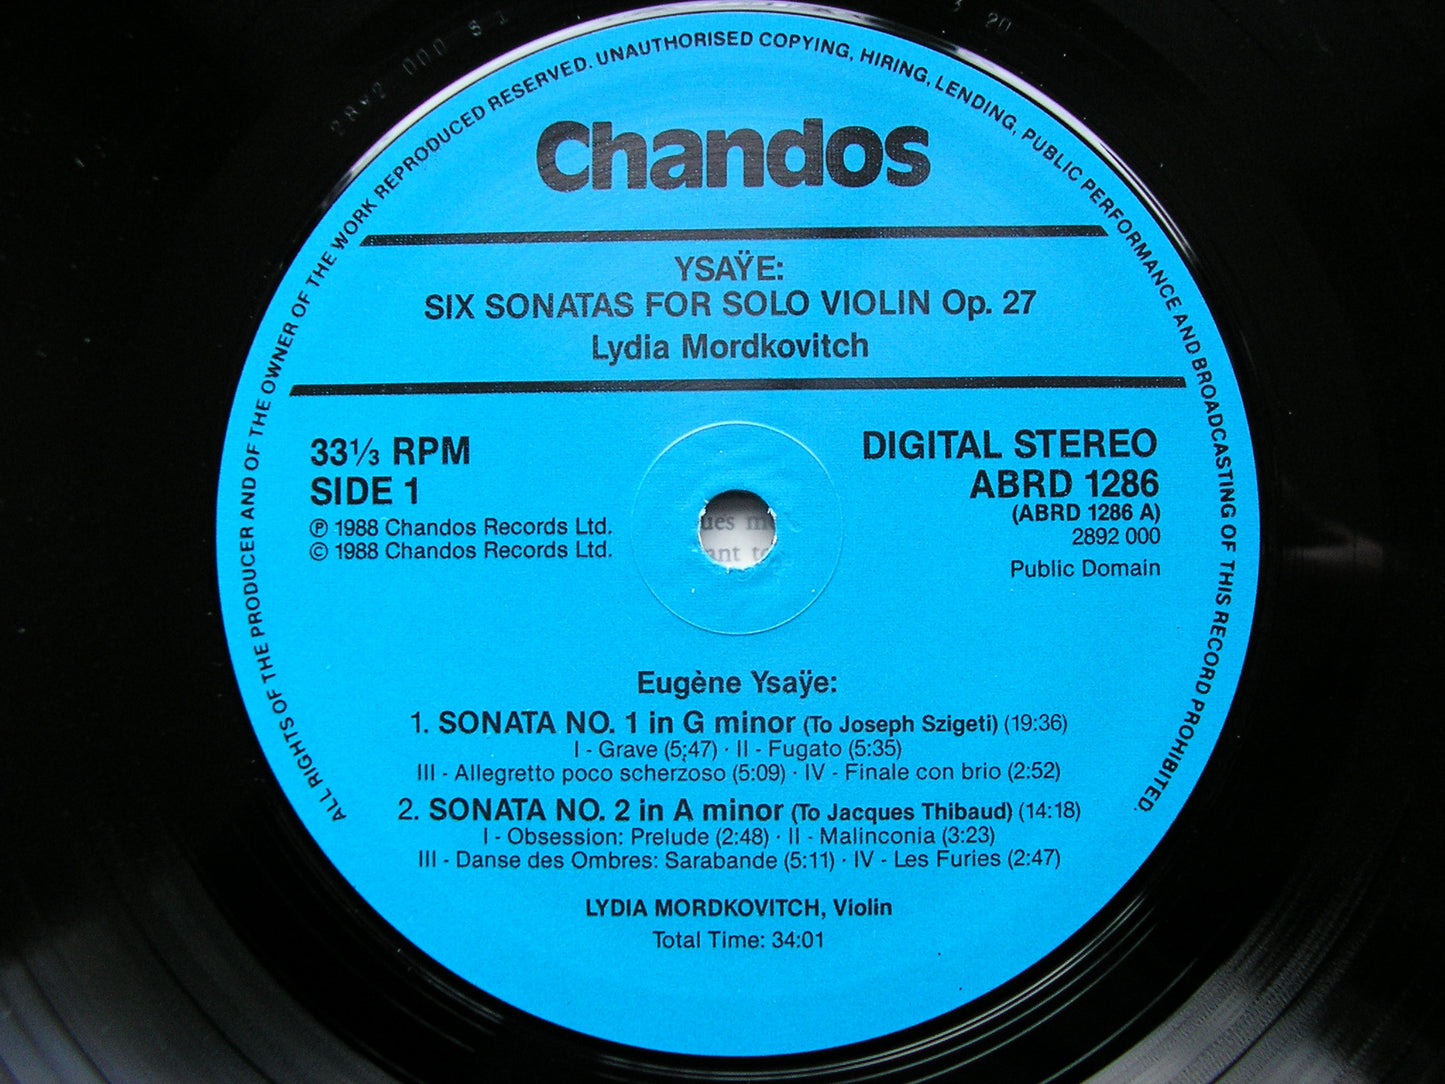 ALL RIGHTS OF THE PRODUCER AND OF THE OWNER OF THE WORK REPRODUCED RESERVED. UNAUTHORISED COPYING, HIRING, LENDING, PUBLIC PERFORMANCE AND BROADCASTING OF THIS RECORD PROHIBITED.
Chandos
YSAŸE:
SIX SONATAS FOR SOLO VIOLIN Op. 27
Lydia Mordkovitch
33⅓ RPM
SIDE 1
℗ 1988 Chandos Records Ltd.
© 1988 Chandos Records Ltd.
DIGITAL STEREO
ABRD 1286
(ABRD 1286 A)
2892 000
Public Domain
Eugène Ysaÿe:
1. SONATA NO. 1 in G minor (To Joseph Szigeti) (19:36)
I - Grave (5:47) · II - Fugato (5:35)
III - Allegretto poco scherzoso (5:09) · IV - Finale con brio (2:52)
2. SONATA NO. 2 in A minor (To Jacques Thibaud) (14:18)
I - Obsession: Prelude (2:48) · II - Malinconia (3:23)
III - Danse des Ombres: Sarabande (5:11) · IV - Les Furies (2:47)
LYDIA MORDKOVITCH, Violin
Total Time: 34:01